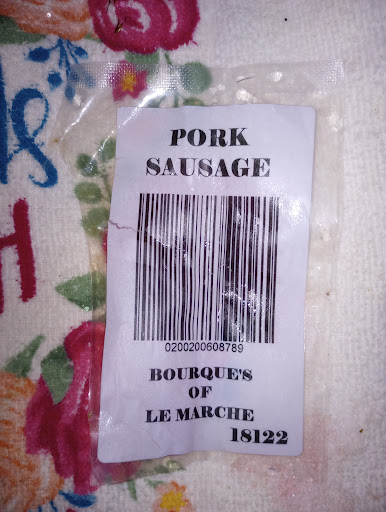 PORK
SAUSAGE
0200200608789
BOURQUE'S
OF
LE MARCHE
18122